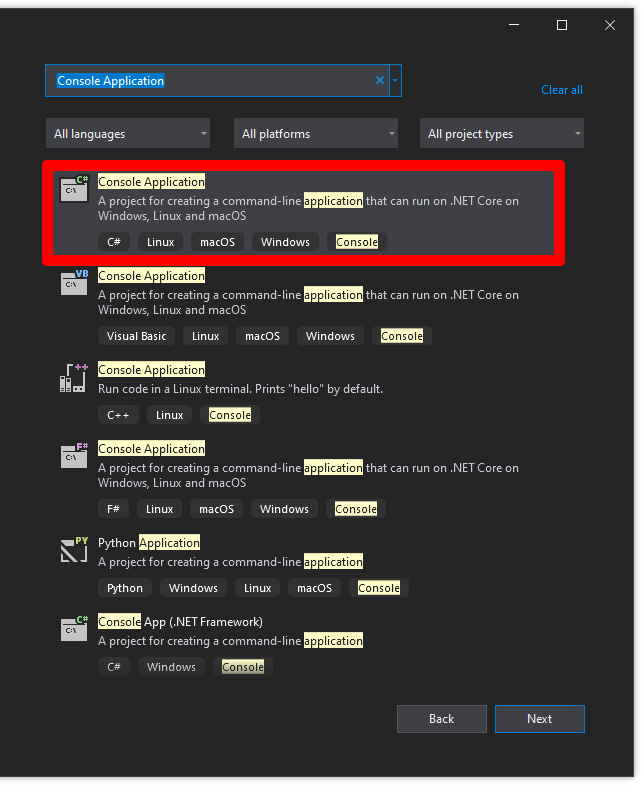 Console Application
Clear all
All languages
All platforms
All project types
C#
C:\
Console Application
A project for creating a command-line application that can run on .NET Core on
Windows, Linux and macOS
C# Linux macOS Windows Console
VB
C:\
Console Application
A project for creating a command-line application that can run on .NET Core on
Windows, Linux and macOS
Visual Basic Linux macOS Windows Console
++
Console Application
Run code in a Linux terminal. Prints "hello" by default.
C++ Linux Console
F#
C:\
Console Application
A project for creating a command-line application that can run on .NET Core on
Windows, Linux and macOS
F# Linux macOS Windows Console
PY
Python Application
A project for creating a command-line application
Python Windows Linux macOS Console
C#
C:\
Console App (.NET Framework)
A project for creating a command-line application
C# Windows Console
Back
Next